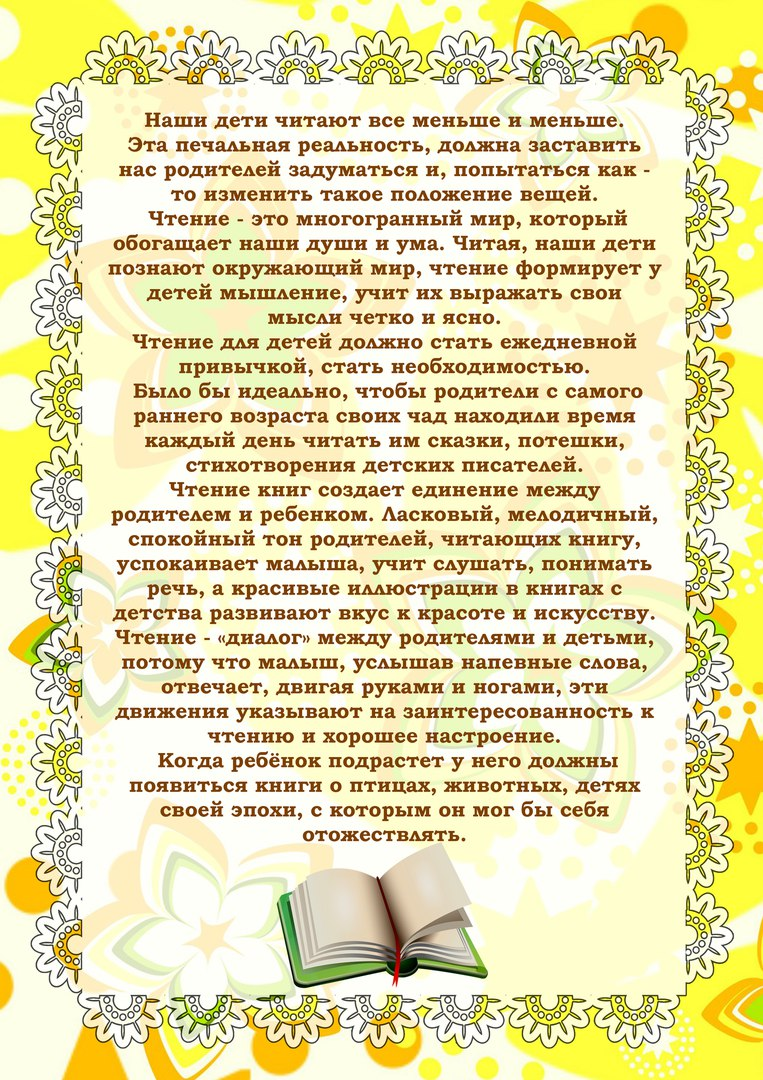 Наши дети читают все меньше и меньше.
Эта печальная реальность, должна заставить
нас родителей задуматься и, попытаться как -
то изменить такое положение вещей.
Чтение - это многогранный мир, который
обогащает наши души и ума. Читая, наши дети
познают окружающий мир, чтение формирует у
детей мышление, учит их выражать свои
мысли четко и ясно.
Чтение для детей должно стать ежедневной
привычкой, стать необходимостью.
Было бы идеально, чтобы родители с самого
раннего возраста своих чад находили время
каждый день читать им сказки, потешки,
стихотворения детских писателей.
Чтение книг создает единение между
родителем и ребенком. Ласковый, мелодичный,
спокойный тон родителей, читающих книгу,
успокаивает малыша, учит слушать, понимать
речь, а красивые иллюстрации в книгах с
детства развивают вкус к красоте и искусству.
Чтение - «диалог» между родителями и детьми,
потому что малыш, услышав напевные слова,
отвечает, двигая руками и ногами, эти
движения указывают на заинтересованность к
чтению и хорошее настроение.
Когда ребёнок подрастет у него должны
появиться книги о птицах, животных, детях
своей эпохи, с которым он мог бы себя
отожествлять.